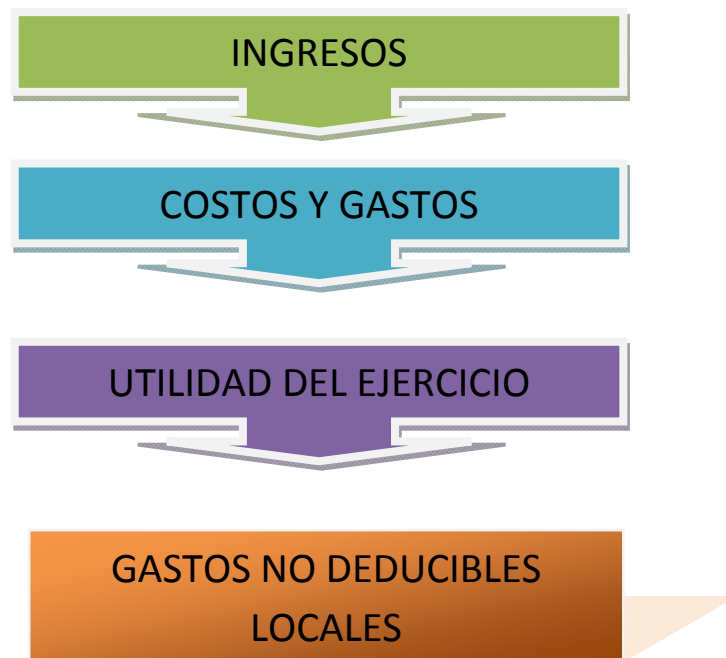 INGRESOS
COSTOS Y GASTOS
UTILIDAD DEL EJERCICIO
GASTOS NO DEDUCIBLES
LOCALES